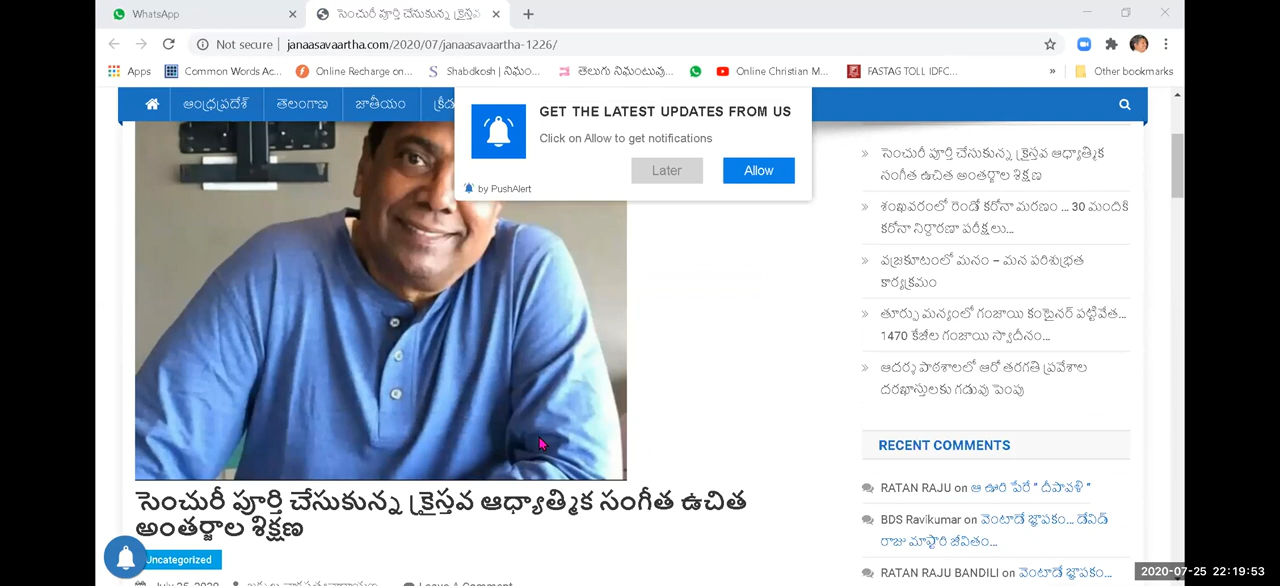 WhatsApp
సెంచురీ పూర్తి చేసుకున్న క్రైస్తవ
Not secure | janaasavaartha.com/2020/07/janaasavaartha-1226/
Apps Common Words Ac... Online Recharge on... Shabdkosh | నిఘం... తెలుగు నిఘంటువు... Online Christian M... FASTAG TOLL IDFC... » Other bookmarks
ఆంధ్రప్రదేశ్ తెలంగాణ జాతీయం
GET THE LATEST UPDATES FROM US
Click on Allow to get notifications
Later Allow
by PushAlert
సెంచురీ పూర్తి చేసుకున్న క్రైస్తవ ఆధ్యాత్మిక
సంగీత ఉచిత అంతర్జాల శిక్షణ
శంఖవరంలో రెండో కరోనా మరణం ... 30 మందికి
కరోనా నిర్ధారణా పరీక్షలు...
వజ్రకూటంలో మనం – మన పరిశుభ్రత
కార్యక్రమం
తూర్పు మన్యంలో గంజాయి కంటైనర్ పట్టివేత...
1470 కేజీల గంజాయి స్వాదీనం...
ఆదర్శ పాఠశాలలో ఆరో తరగతి ప్రవేశాల
దరఖాస్తులకు గడువు పెంపు
సెంచురీ పూర్తి చేసుకున్న క్రైస్తవ ఆధ్యాత్మిక సంగీత ఉచిత
అంతర్జాల శిక్షణ
Uncategorized
RECENT COMMENTS
RATAN RAJU on ఆ ఊరి పేరే " దీపావళి "
BDS Ravikumar on వెంటాడే జ్ఞాపకం... డేవిడ్
రాజు మాష్టారి జీవితం...
RATAN RAJU BANDILI on వెంటాడే జ్ఞాపకం...
July 25, 2020 Leave A Comment
2020-07-25 22:19:53